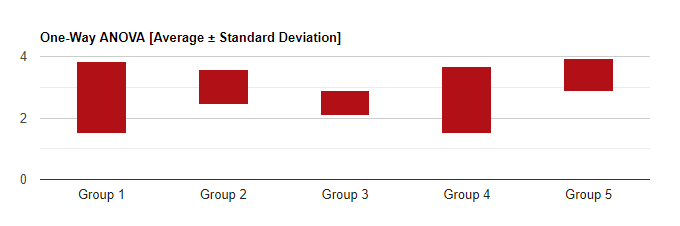 One-Way ANOVA [Average ± Standard Deviation]
4
2
0
Group 1 Group 2 Group 3 Group 4 Group 5